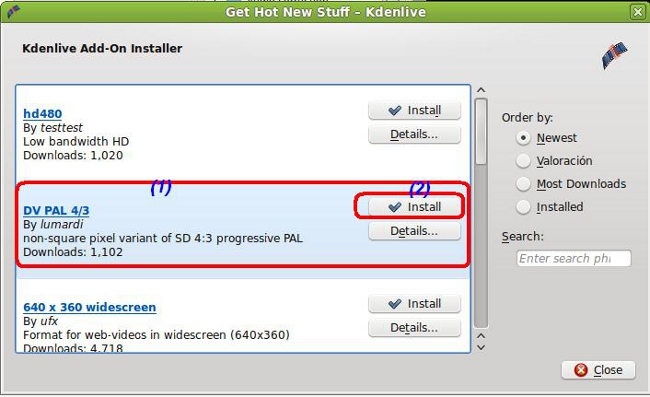 Get Hot New Stuff – Kdenlive
Kdenlive Add-On Installer
hd480
By testtest
Low bandwidth HD
Downloads: 1,020
Install
Details...
(1)
(2)
DV PAL 4/3
By lumardi
non-square pixel variant of SD 4:3 progressive PAL
Downloads: 1,102
Install
Details...
640 x 360 widescreen
By ufx
Format for web-videos in widescreen (640x360)
Downloads: 4,718
Install
Details...
Order by:
Newest
Valoración
Most Downloads
Installed
Search:
Enter search phr
Close